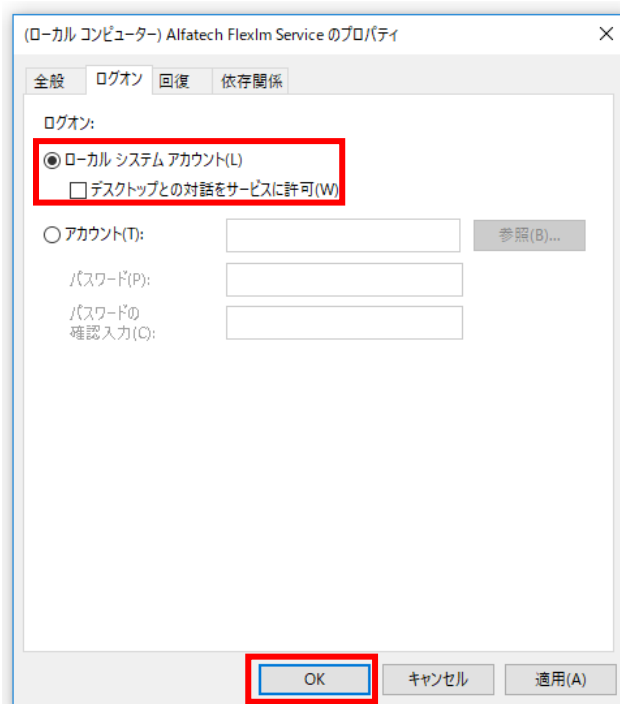 (ローカル コンピューター) Alfatech Flexlm Service のプロパティ
全般 ログオン 回復 依存関係
ログオン:
ローカル システム アカウント(L)
デスクトップとの対話をサービスに許可(W)
アカウント(T):
参照(B)...
パスワード(P):
パスワードの
確認入力(C):
OK キャンセル 適用(A)